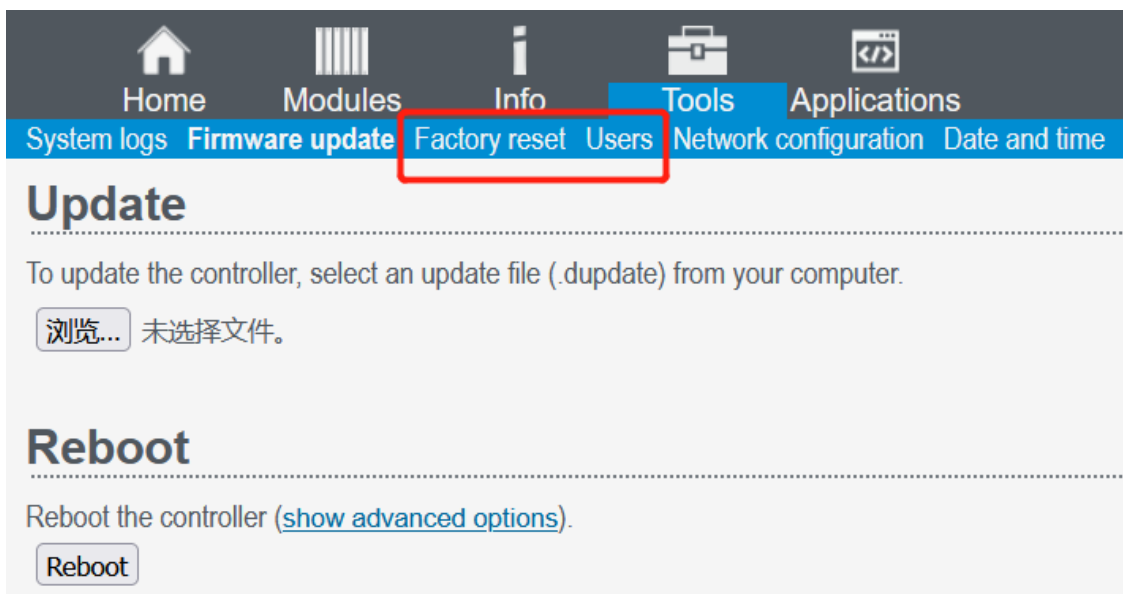 Home Modules Info Tools Applications
System logs Firmware update Factory reset Users Network configuration Date and time
Update
To update the controller, select an update file (.dupdate) from your computer.
浏览... 未选择文件。
Reboot
Reboot the controller (show advanced options).
Reboot